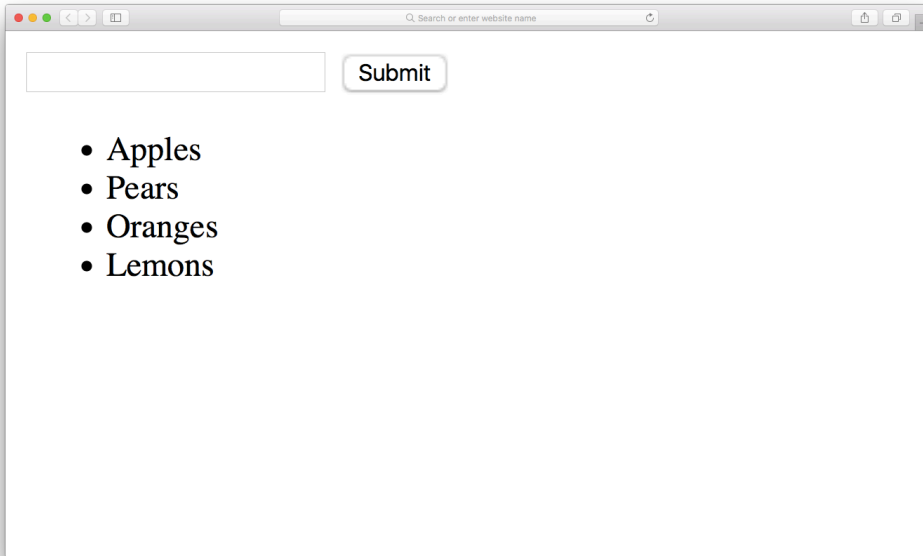 Search or enter website name
Submit
Apples
Pears
Oranges
Lemons